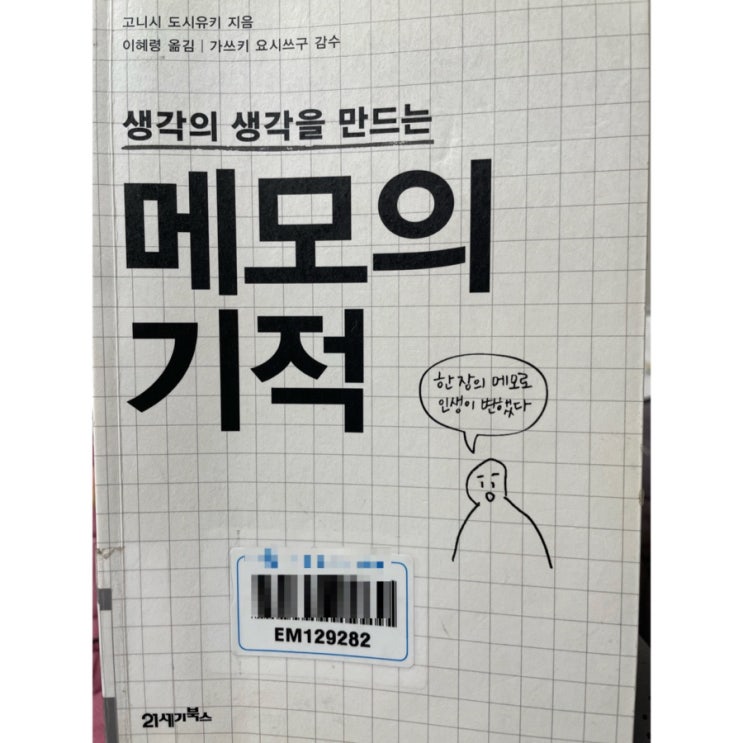 고니시 도시유키 지음
이혜령 옮김 | 가쓰키 요시쓰구 감수
생각의 생각을 만드는
메모의
기적
한 장의 메모로
인생이 변했다
EM129282
21세기북스